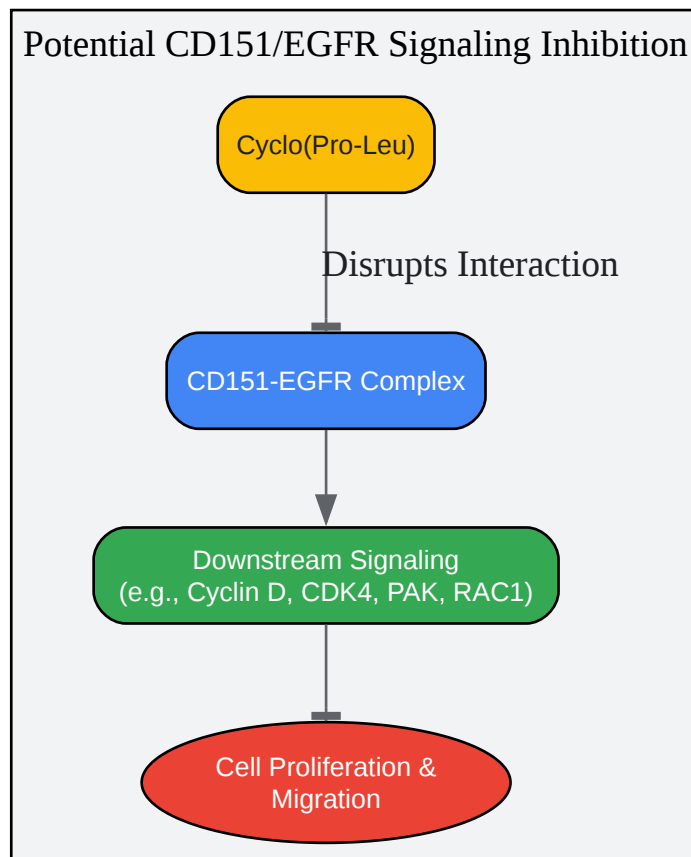 Potential CD151/EGFR Signaling Inhibition
Cyclo(Pro-Leu)
Disrupts Interaction
CD151-EGFR Complex
Downstream Signaling
(e.g., Cyclin D, CDK4, PAK, RAC1)
Cell Proliferation &
Migration